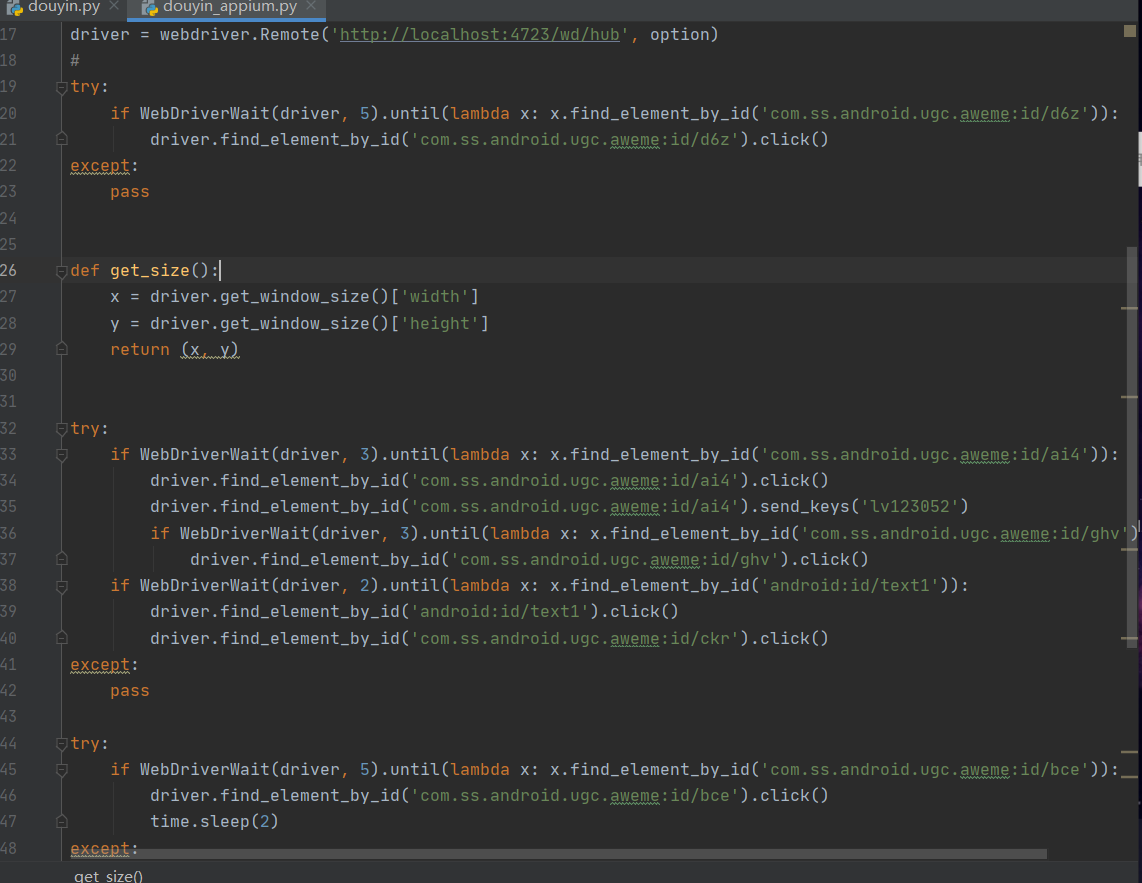 douyin.py × douyin_appium.py ×
17 driver = webdriver.Remote('http://localhost:4723/wd/hub', option)
18 #
19 try:
20 if WebDriverWait(driver, 5).until(lambda x: x.find_element_by_id('com.ss.android.ugc.aweme:id/d6z')):
21 driver.find_element_by_id('com.ss.android.ugc.aweme:id/d6z').click()
22 except:
23 pass
24
25
26 def get_size():
27 x = driver.get_window_size()['width']
28 y = driver.get_window_size()['height']
29 return (x, y)
30
31
32 try:
33 if WebDriverWait(driver, 3).until(lambda x: x.find_element_by_id('com.ss.android.ugc.aweme:id/ai4')):
34 driver.find_element_by_id('com.ss.android.ugc.aweme:id/ai4').click()
35 driver.find_element_by_id('com.ss.android.ugc.aweme:id/ai4').send_keys('lv123052')
36 if WebDriverWait(driver, 3).until(lambda x: x.find_element_by_id('com.ss.android.ugc.aweme:id/ghv')
37 driver.find_element_by_id('com.ss.android.ugc.aweme:id/ghv').click()
38 if WebDriverWait(driver, 2).until(lambda x: x.find_element_by_id('android:id/text1')):
39 driver.find_element_by_id('android:id/text1').click()
40 driver.find_element_by_id('com.ss.android.ugc.aweme:id/ckr').click()
41 except:
42 pass
43
44 try:
45 if WebDriverWait(driver, 5).until(lambda x: x.find_element_by_id('com.ss.android.ugc.aweme:id/bce')):
46 driver.find_element_by_id('com.ss.android.ugc.aweme:id/bce').click()
47 time.sleep(2)
48 except:
get_size()